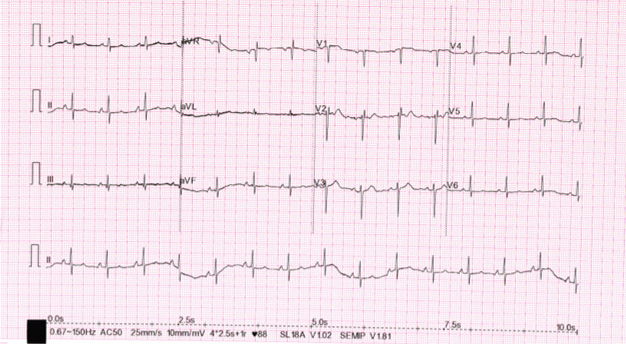 I aVR V1 V4
II aVL V2 V5
III aVF V3 V6
II
0.0s 2.5s 5.0s 7.5s 10.0s
0.67~150Hz AC50 25mm/s 10mm/mV 4*2.5s+1r ♥88 SL18A V1.02 SEMIP V1.81